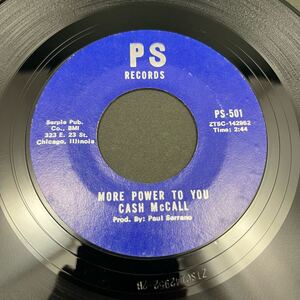 PS
RECORDS
Serple Pub.
Co., BMI
323 E. 23 St.
Chicago, Illinois
PS-501
ZTSC-142952
Time: 2:44
MORE POWER TO YOU
CASH McCALL
Prod. By: Paul Serrano